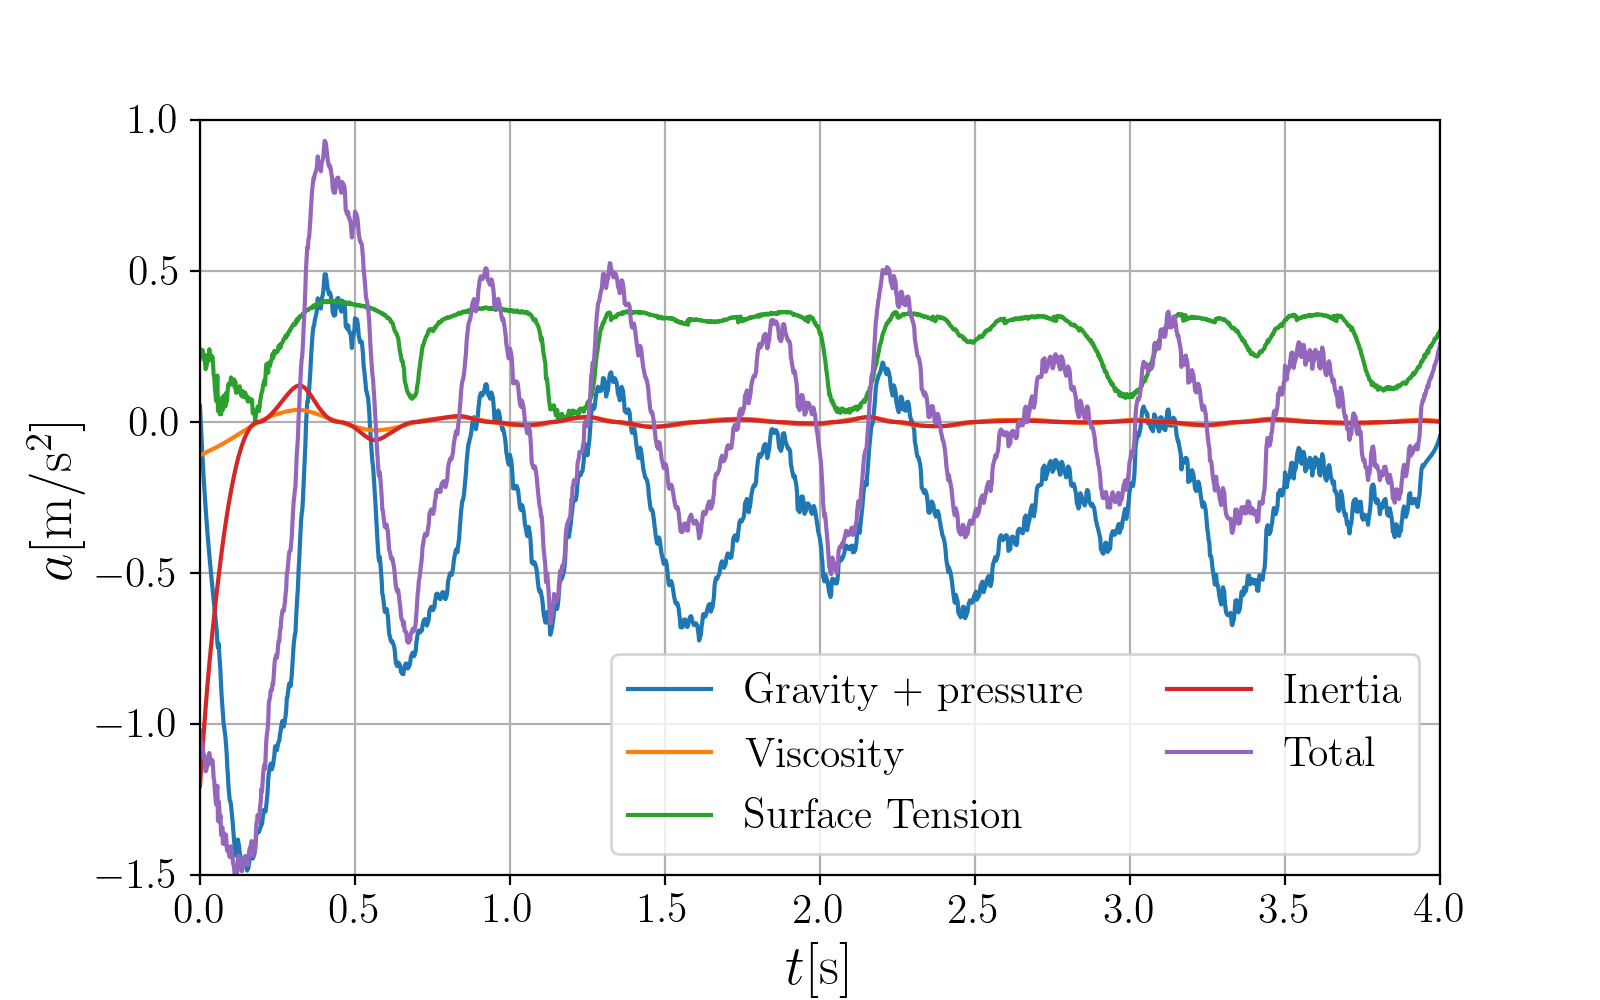 1.0
0.5
0.0
−0.5
−1.0
−1.5
a[m/s²]
Gravity + pressure
Viscosity
Surface Tension
Inertia
Total
0.0 0.5 1.0 1.5 2.0 2.5 3.0 3.5 4.0
t[s]